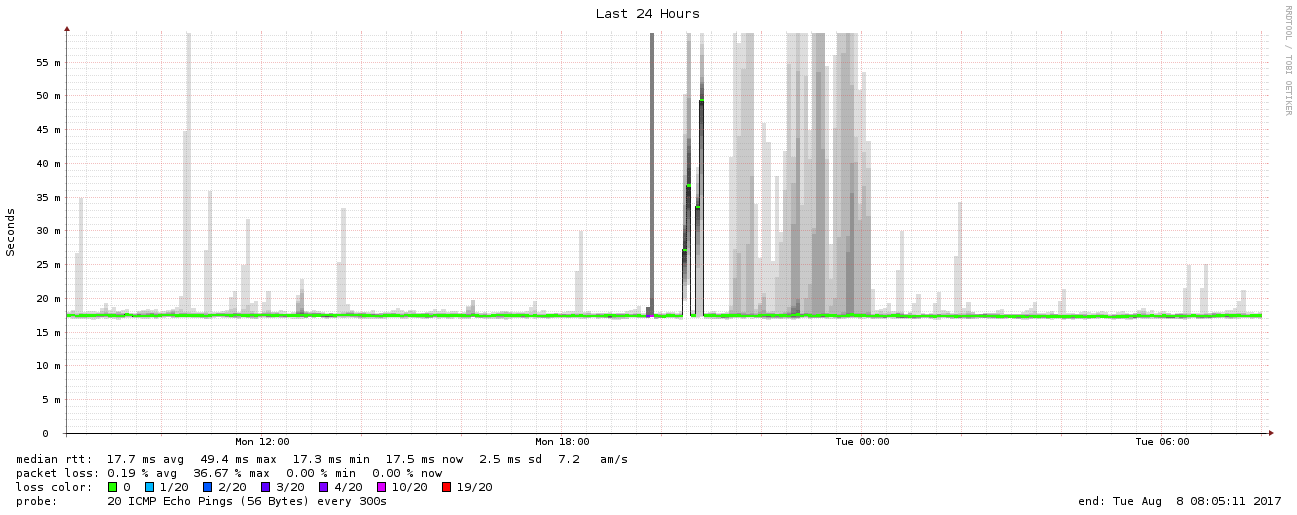 Last 24 Hours
RRDTOOL / TOBI OETIKER
Seconds
55 m
50 m
45 m
40 m
35 m
30 m
25 m
20 m
15 m
10 m
5 m
0
Mon 12:00 Mon 18:00 Tue 00:00 Tue 06:00
median rtt: 17.7 ms avg 49.4 ms max 17.3 ms min 17.5 ms now 2.5 ms sd 7.2 am/s
packet loss: 0.19 % avg 36.67 % max 0.00 % min 0.00 % now
loss color: 0 1/20 2/20 3/20 4/20 10/20 19/20
probe: 20 ICMP Echo Pings (56 Bytes) every 300s end: Tue Aug 8 08:05:11 2017